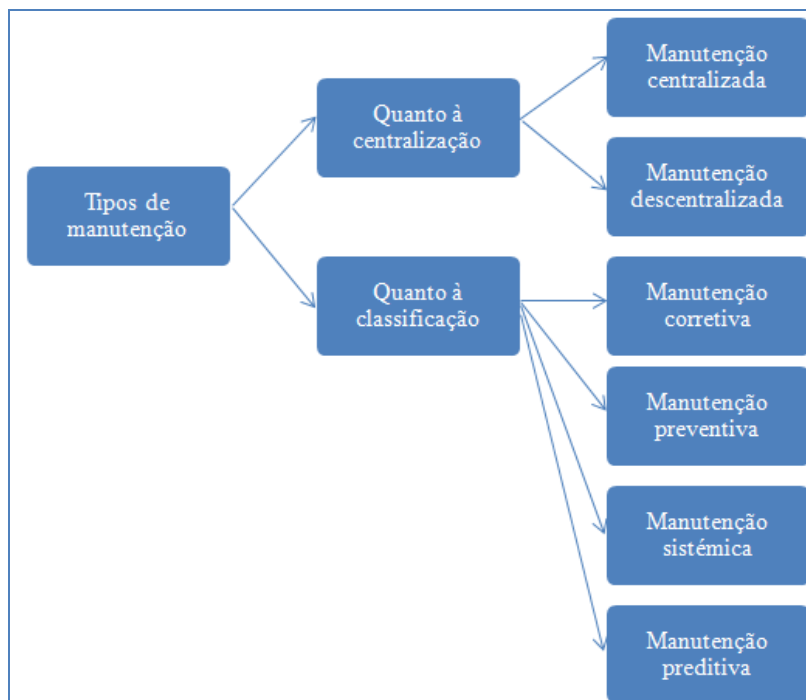 Tipos de
manutenção
Quanto à
centralização
Manutenção
centralizada
Manutenção
descentralizada
Quanto à
classificação
Manutenção
corretiva
Manutenção
preventiva
Manutenção
sistémica
Manutenção
preditiva